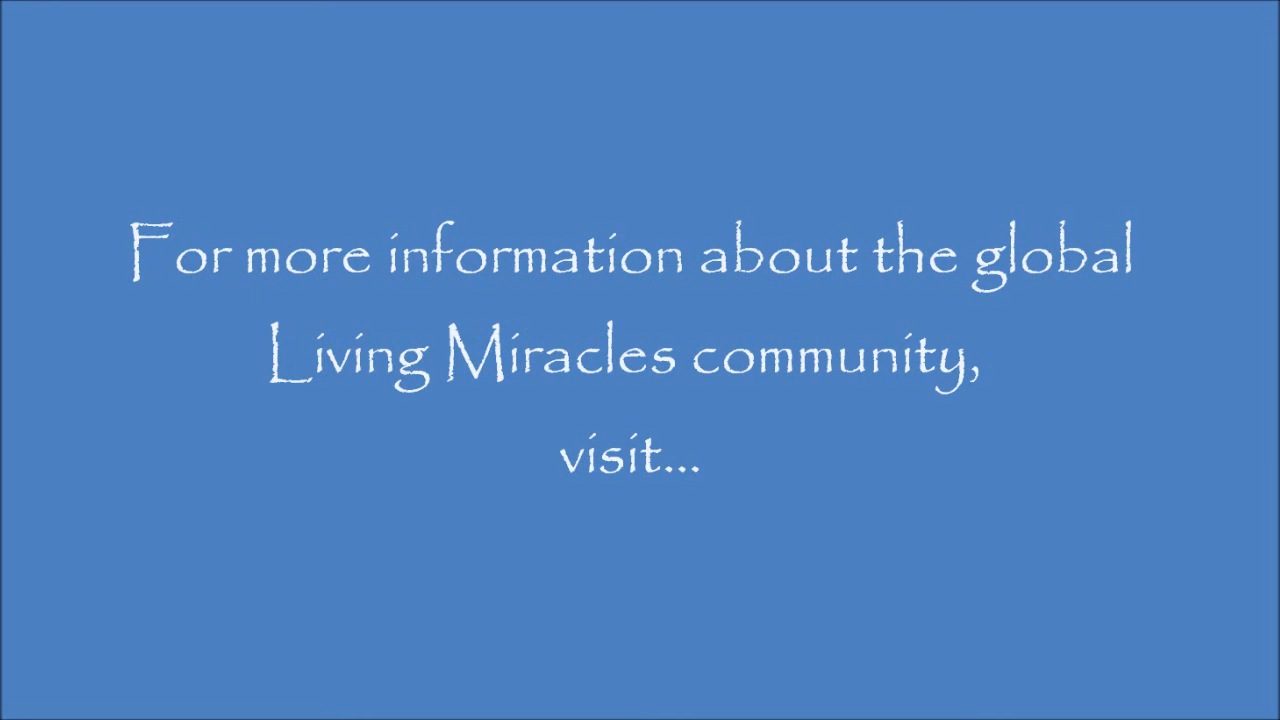 For more information about the global
Living Miracles community,
visit...